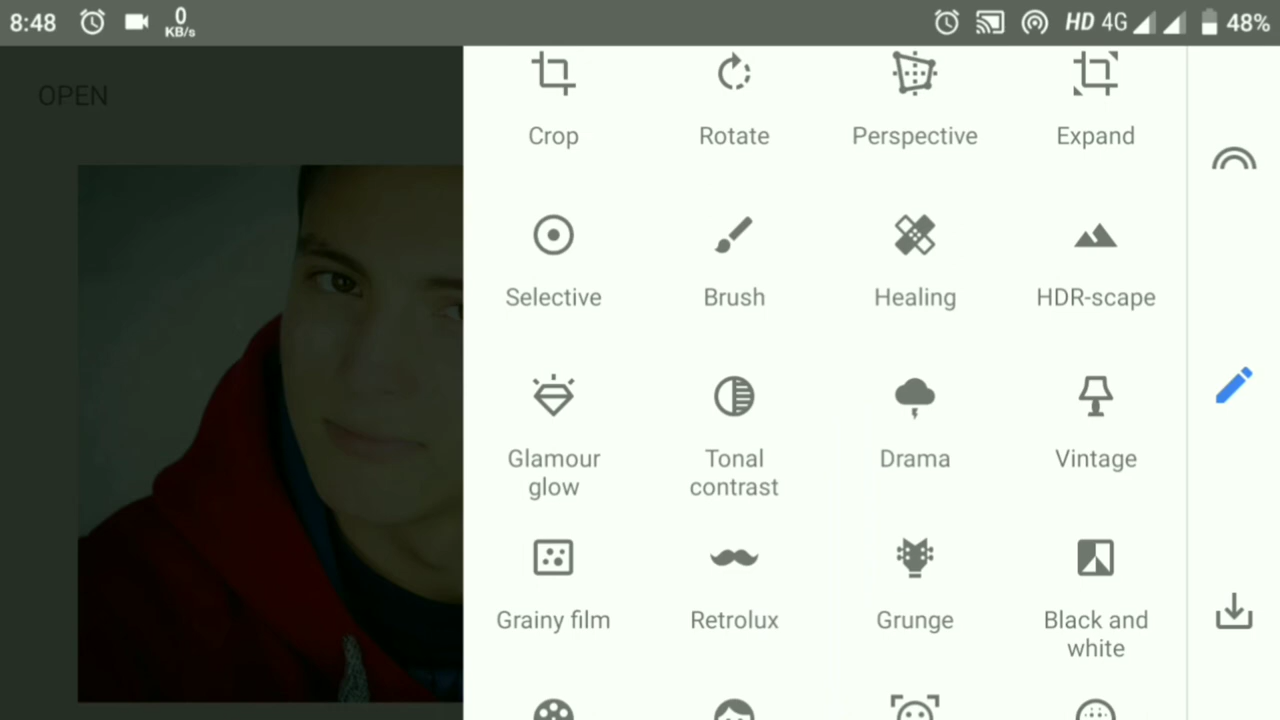 8:48 0 KB/s HD 4G 48%
OPEN
Crop Rotate Perspective Expand
Selective Brush Healing HDR-scape
Glamour glow Tonal contrast Drama Vintage
Grainy film Retrolux Grunge Black and white